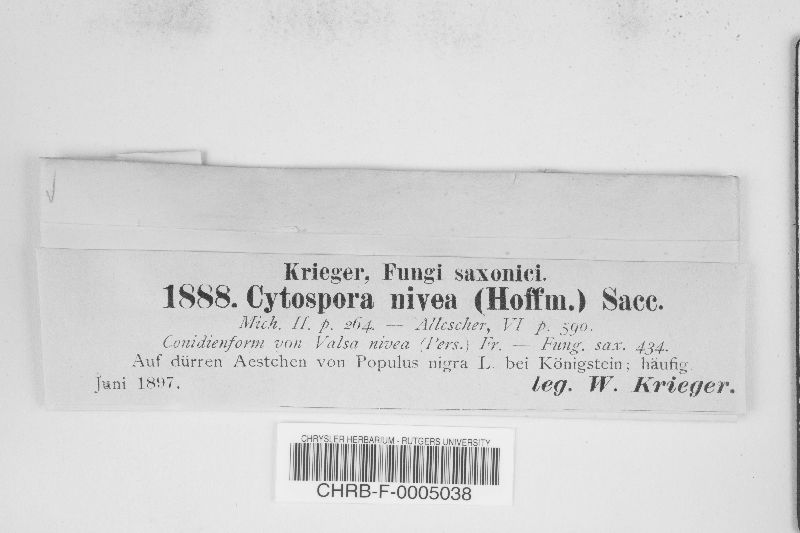 Krieger, Fungi saxonici.
1888. Cytospora nivea (Hoffm.) Sacc.
Mich. II. p. 264. — Allescher, VI p. 590.
Conidienform von Valsa nivea (Pers.) Fr. — Fung. sax. 434.
Auf dürren Aestchen von Populus nigra L. bei Königstein; häufig.
Juni 1897. leg. W. Krieger.
CHRYSLER HERBARIUM - RUTGERS UNIVERSITY
CHRB-F-0005038